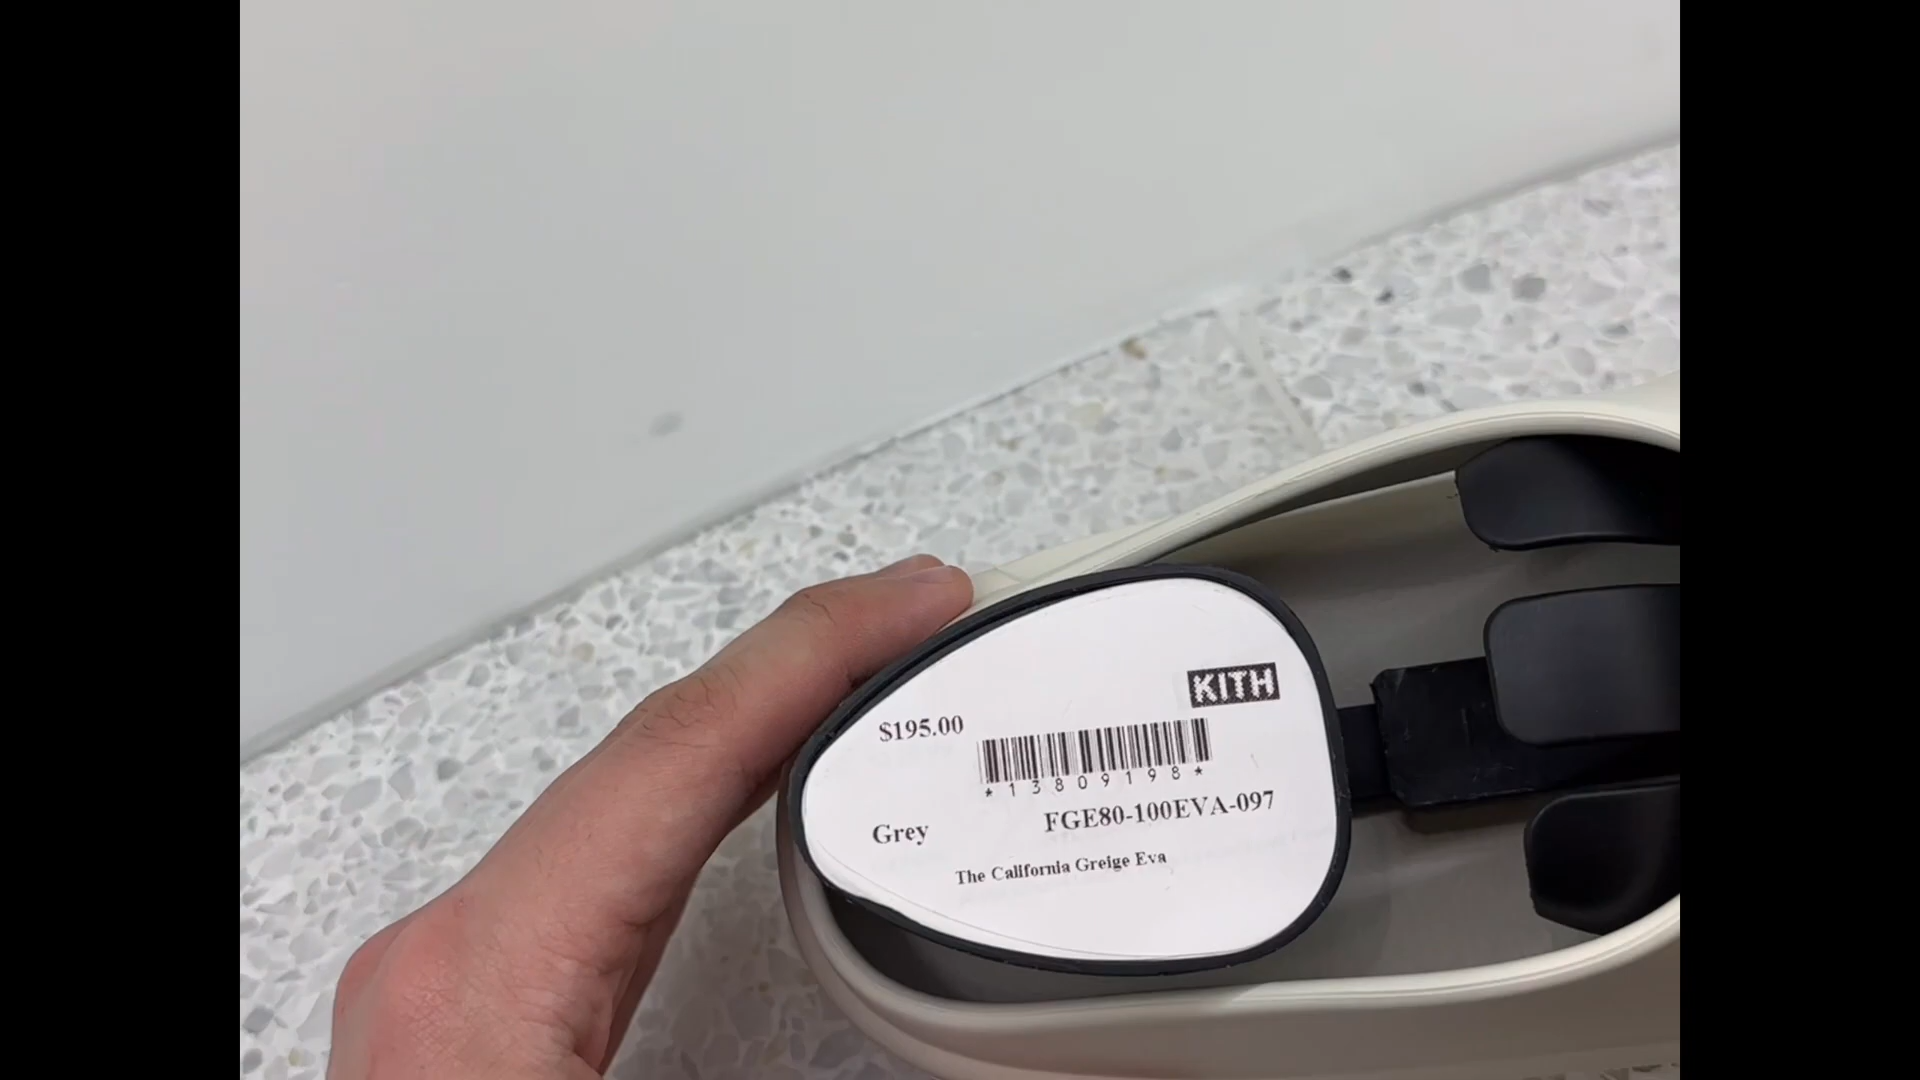 KITH
$195.00
*13809198*
Grey
FGE80-100EVA-097
The California Greige Eva